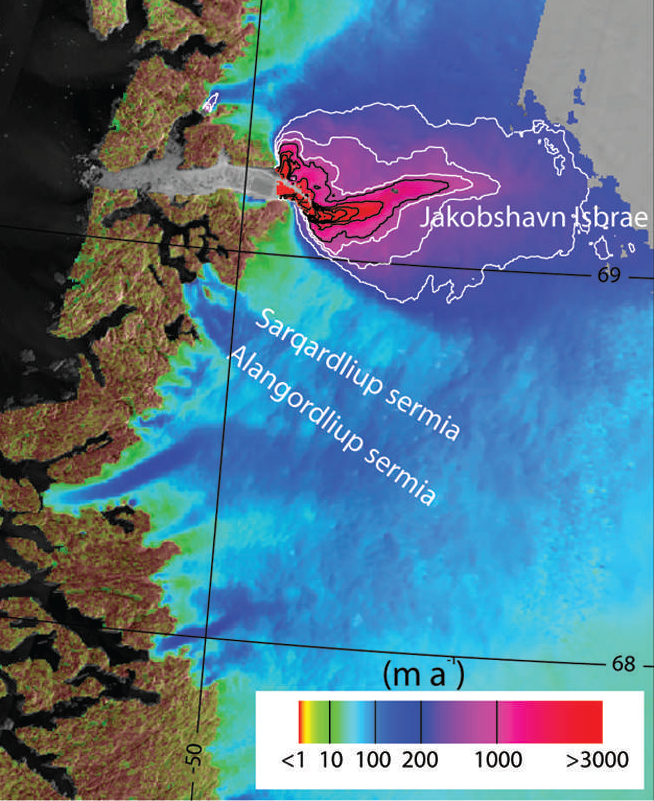 Jakobshavn Isbrae
69
Sarqardliup sermia
Alangordliup sermia
68
(m a⁻¹)
-50
<1 10 100 200 1000 >3000